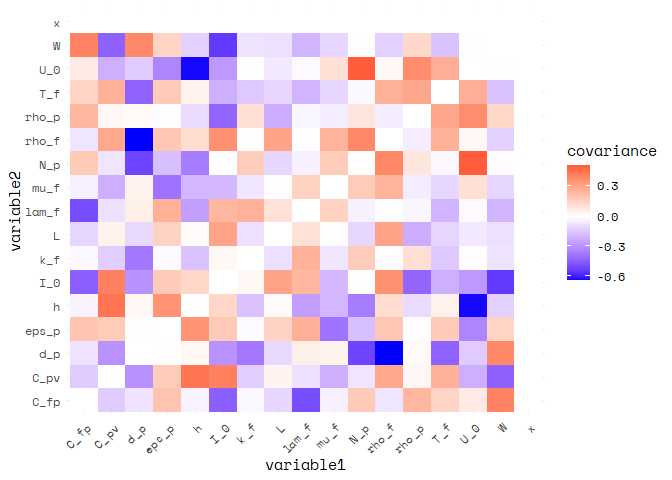 x
W
U_0
T_f
rho_p
rho_f
N_p
mu_f
lam_f
L
k_f
I_0
h
eps_p
d_p
C_pv
C_fp
variable2
C_fp
C_pv
d_p
eps_p
h
I_0
k_f
L
lam_f
mu_f
N_p
rho_f
rho_p
T_f
U_0
W
x
variable1
covariance
0.3
0.0
-0.3
-0.6